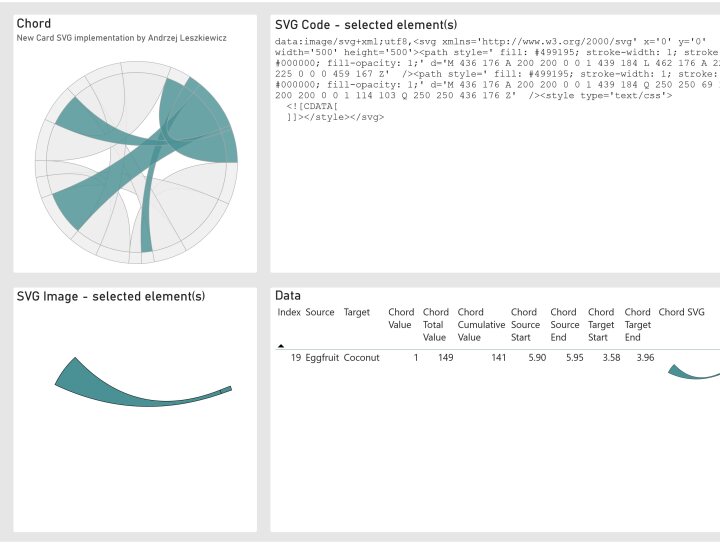 Chord
New Card SVG implementation by Andrzej Leszkiewicz
SVG Code - selected element(s)
data:image/svg+xml;utf8,<svg xmlns='http://www.w3.org/2000/svg' x='0' y='0'
width='500' height='500'><path style=' fill: #499195; stroke-width: 1; stroke
#000000; fill-opacity: 1;' d='M 436 176 A 200 200 0 0 1 439 184 L 462 176 A 2
225 0 0 0 459 167 Z'  /><path style=' fill: #499195; stroke-width: 1; stroke:
#000000; fill-opacity: 1;' d='M 436 176 A 200 200 0 0 1 439 184 Q 250 250 69
200 200 0 0 1 114 103 Q 250 250 436 176 Z'  /><style type='text/css'>
<![CDATA[
]]></style></svg>
SVG Image - selected element(s)
Data
Index Source Target Chord Value Chord Total Value Chord Cumulative Value Chord Source Start Chord Source End Chord Target Start Chord Target End Chord SVG
19 Eggfruit Coconut 1 149 141 5.90 5.95 3.58 3.96